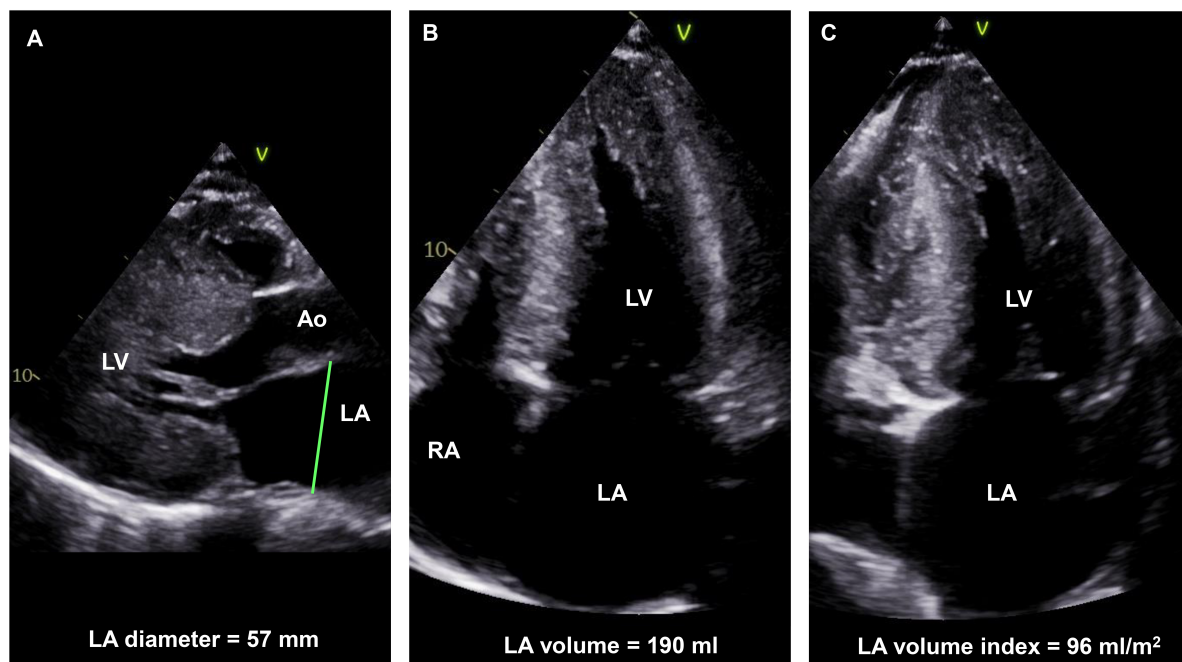 A
V
Ao
LV
10
LA
LA diameter = 57 mm
B
V
10
LV
RA
LA
LA volume = 190 ml
C
V
LV
LA
LA volume index = 96 ml/m²